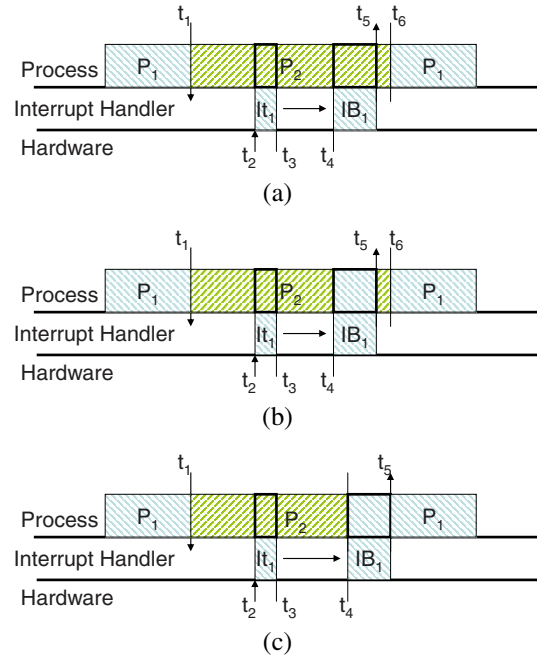 t₁ t₅ t₆
Process P₁ P₂ P₁
Interrupt Handler It₁ IB₁
Hardware
t₂ t₃ t₄
(a)
t₁ t₅ t₆
Process P₁ P₂ P₁
Interrupt Handler It₁ IB₁
Hardware
t₂ t₃ t₄
(b)
t₁ t₅
Process P₁ P₂ P₁
Interrupt Handler It₁ IB₁
Hardware
t₂ t₃ t₄
(c)